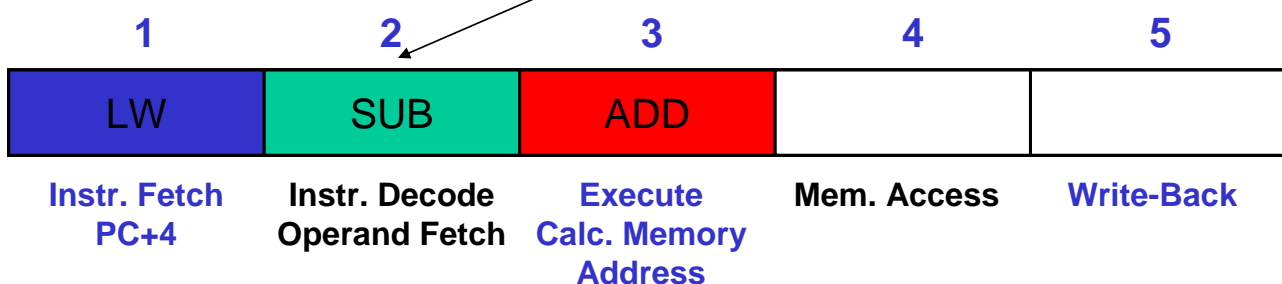 1 2 3 4 5
LW SUB ADD
Instr. Fetch Instr. Decode Execute Mem. Access Write-Back
PC+4 Operand Fetch Calc. Memory
Address